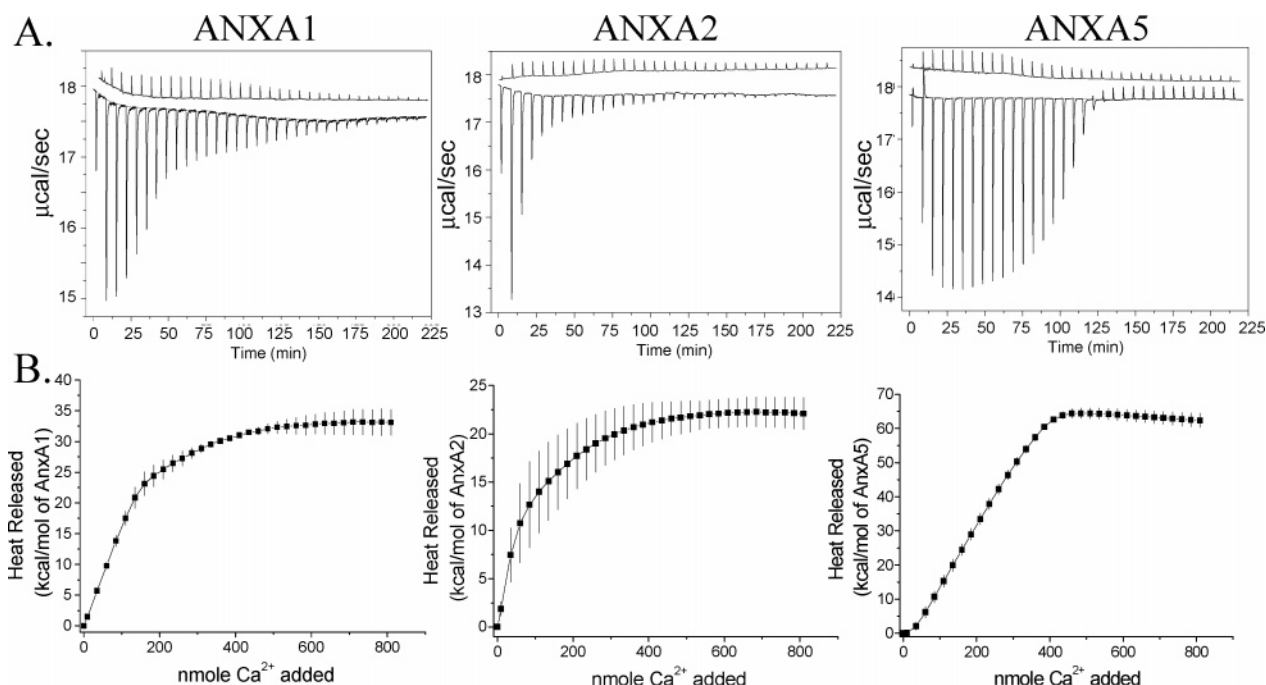 A. ANXA1 ANXA2 ANXA5
μcal/sec
18
17
16
15
0 25 50 75 100 125 150 175 200 225
Time (min)
μcal/sec
18
17
16
15
14
13
0 25 50 75 100 125 150 175 200 225
Time (min)
μcal/sec
18
17
16
15
14
0 25 50 75 100 125 150 175 200 225
Time (min)
B.
Heat Released
(kcal/mol of AnxA1)
40
35
30
25
20
15
10
5
0
0 200 400 600 800
nmole Ca²⁺ added
Heat Released
(kcal/mol of AnxA2)
25
20
15
10
5
0
0 200 400 600 800
nmole Ca²⁺ added
Heat Released
(kcal/mol of AnxA5)
70
60
50
40
30
20
10
0
0 200 400 600 800
nmole Ca²⁺ added